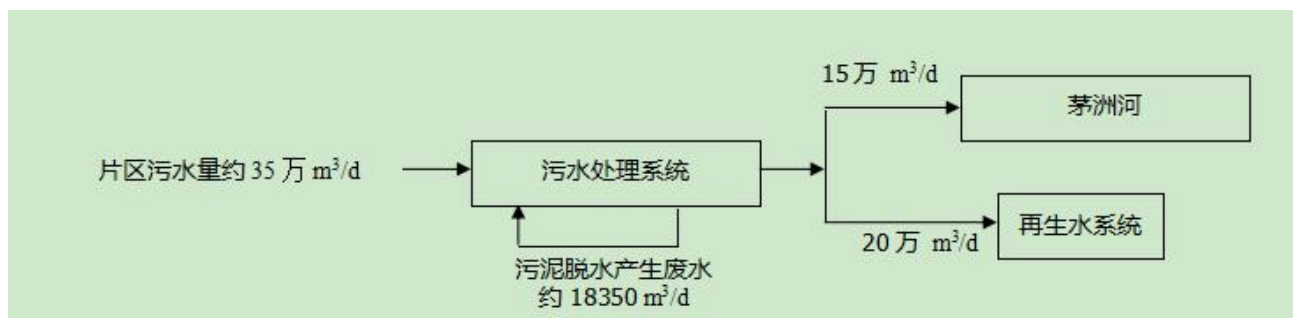 15万 m³/d
茅洲河
片区污水量约 35 万 m³/d
污水处理系统
再生水系统
20万 m³/d
污泥脱水产生废水
约 18350 m³/d